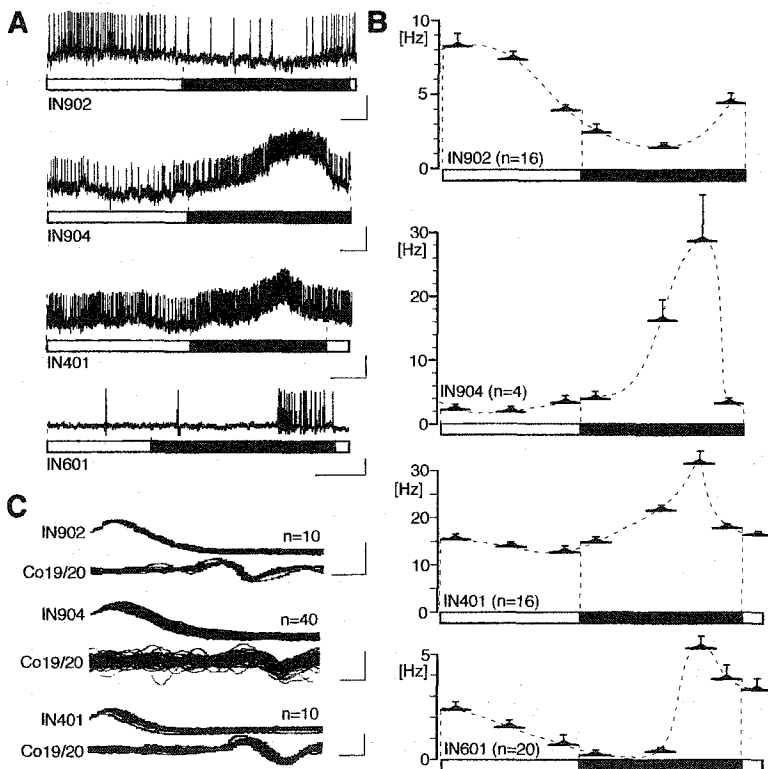 A
IN902
IN904
IN401
IN601
B
10
[Hz]
5
0
IN902 (n=16)
30
[Hz]
20
10
0
IN904 (n=4)
30
[Hz]
20
10
0
IN401 (n=16)
5
[Hz]
0
IN601 (n=20)
C
IN902
n=10
Co19/20
IN904
n=40
Co19/20
IN401
n=10
Co19/20